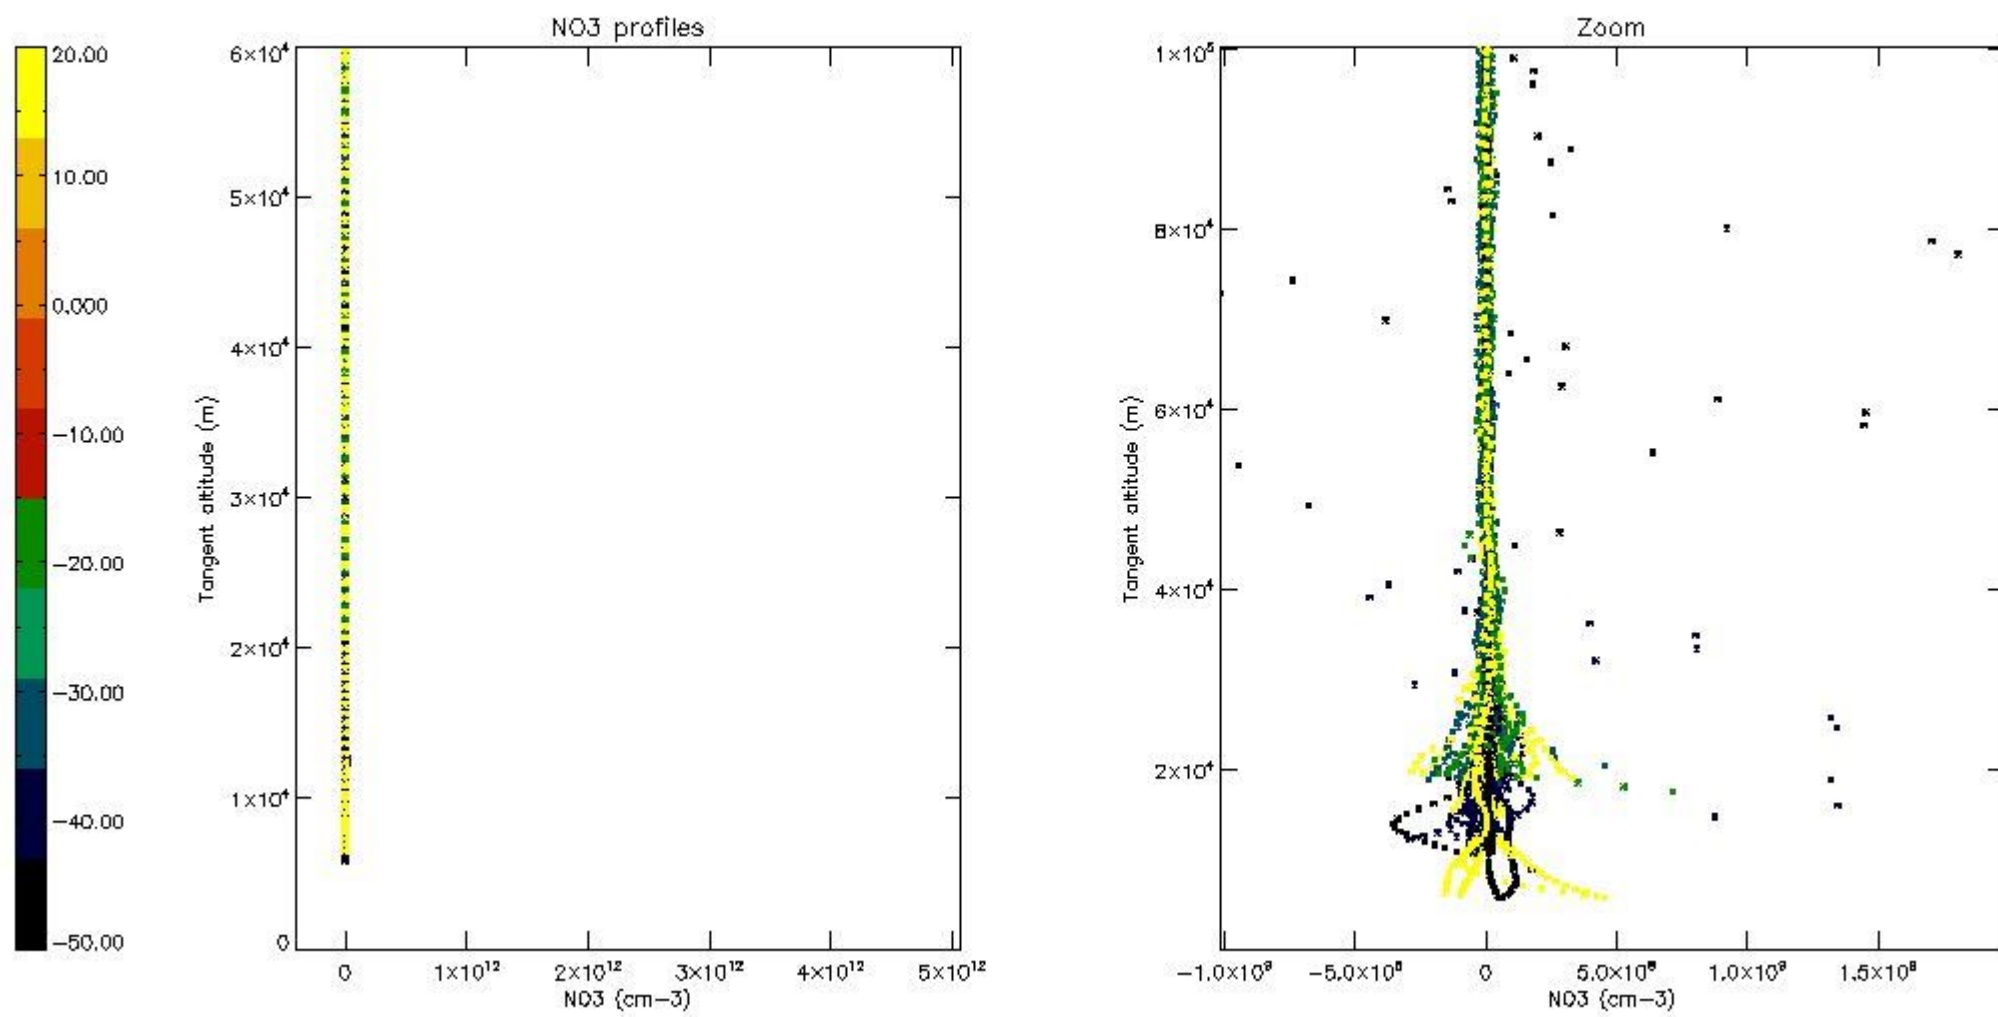 NO3 profiles
20.00
10.00
0.000
−10.00
−20.00
−30.00
−40.00
−50.00
6×10⁴
5×10⁴
4×10⁴
3×10⁴
2×10⁴
1×10⁴
0
Tangent altitude (m)
0 1×10¹² 2×10¹² 3×10¹² 4×10¹² 5×10¹²
NO3 (cm−3)
Zoom
1×10⁵
8×10⁴
6×10⁴
4×10⁴
2×10⁴
Tangent altitude (m)
−1.0×10⁹ −5.0×10⁸ 0 5.0×10⁸ 1.0×10⁹ 1.5×10⁹
NO3 (cm−3)